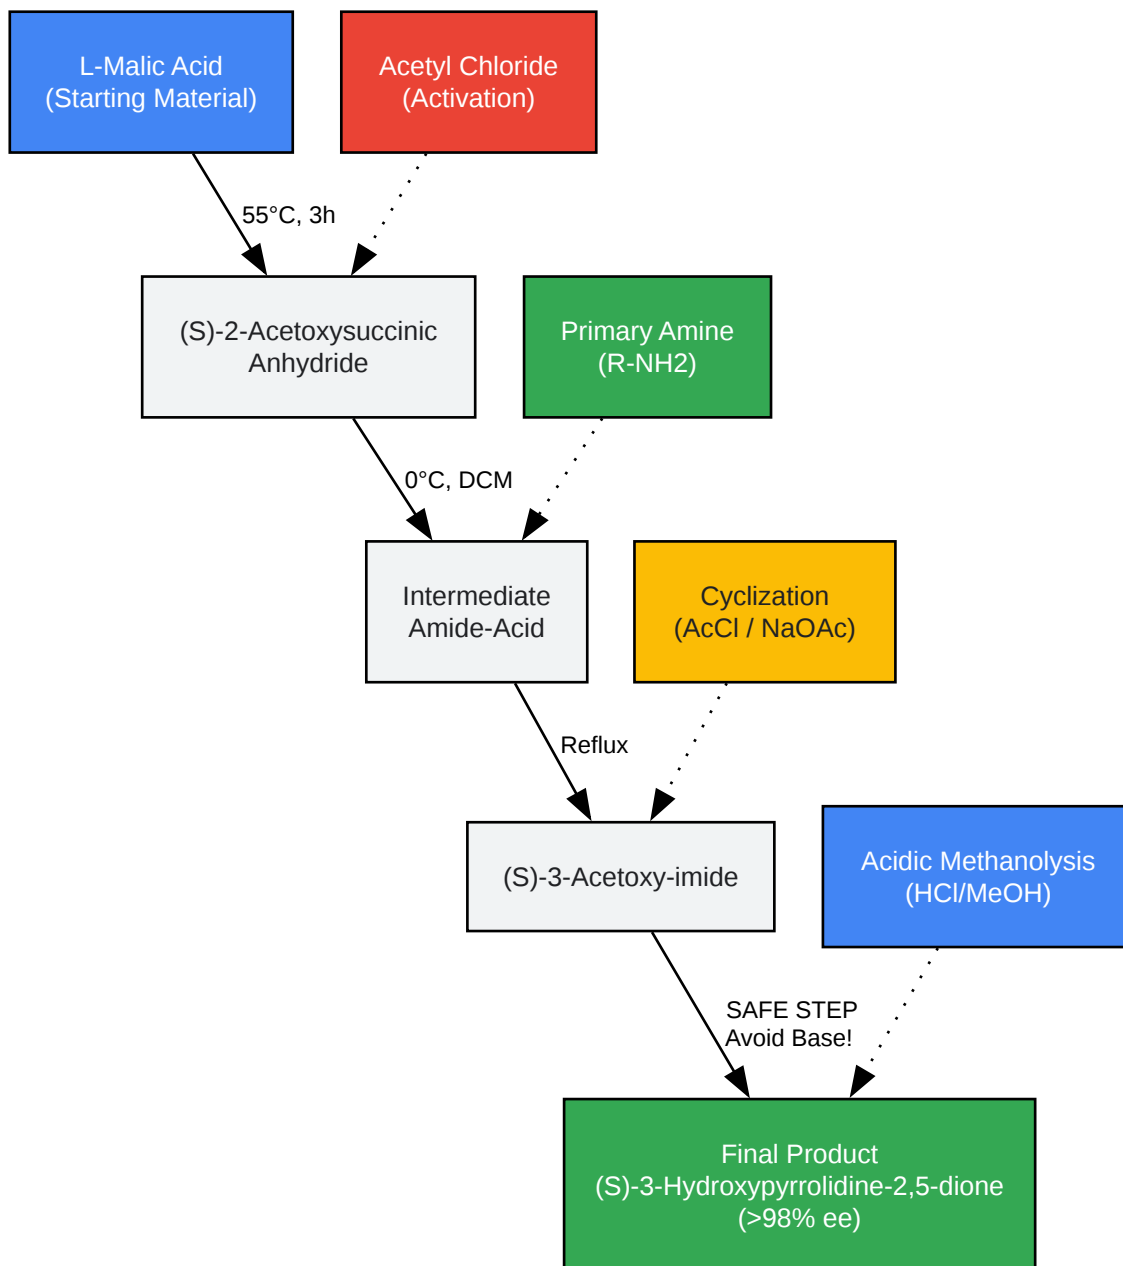 L-Malic Acid
(Starting Material)
Acetyl Chloride
(Activation)
55°C, 3h
(S)-2-Acetoxysuccinic
Anhydride
Primary Amine
(R-NH2)
0°C, DCM
Intermediate
Amide-Acid
Cyclization
(AcCl / NaOAc)
Reflux
(S)-3-Acetoxy-imide
Acidic Methanolysis
(HCl/MeOH)
SAFE STEP
Avoid Base!
Final Product
(S)-3-Hydroxypyrrolidine-2,5-dione
(>98% ee)